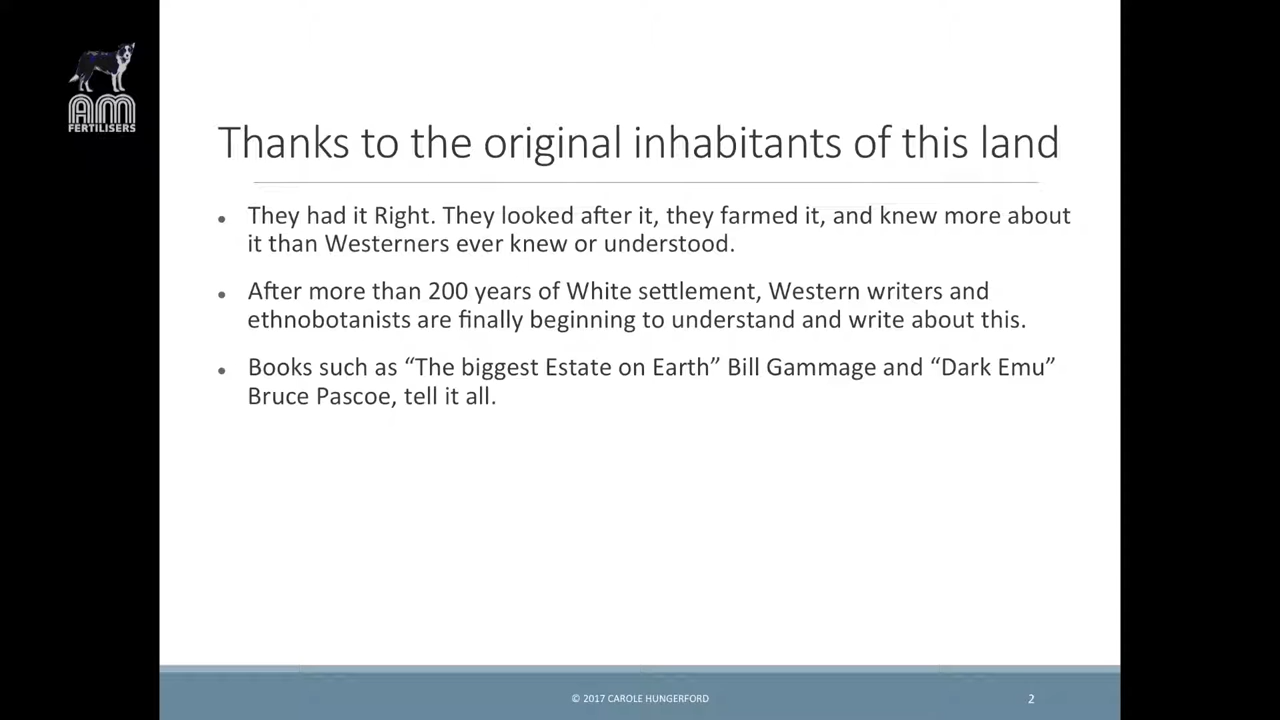 AM
FERTILISERS
Thanks to the original inhabitants of this land
They had it Right. They looked after it, they farmed it, and knew more about
it than Westerners ever knew or understood.
After more than 200 years of White settlement, Western writers and
ethnobotanists are finally beginning to understand and write about this.
Books such as “The biggest Estate on Earth” Bill Gammage and “Dark Emu”
Bruce Pascoe, tell it all.
© 2017 CAROLE HUNGERFORD
2